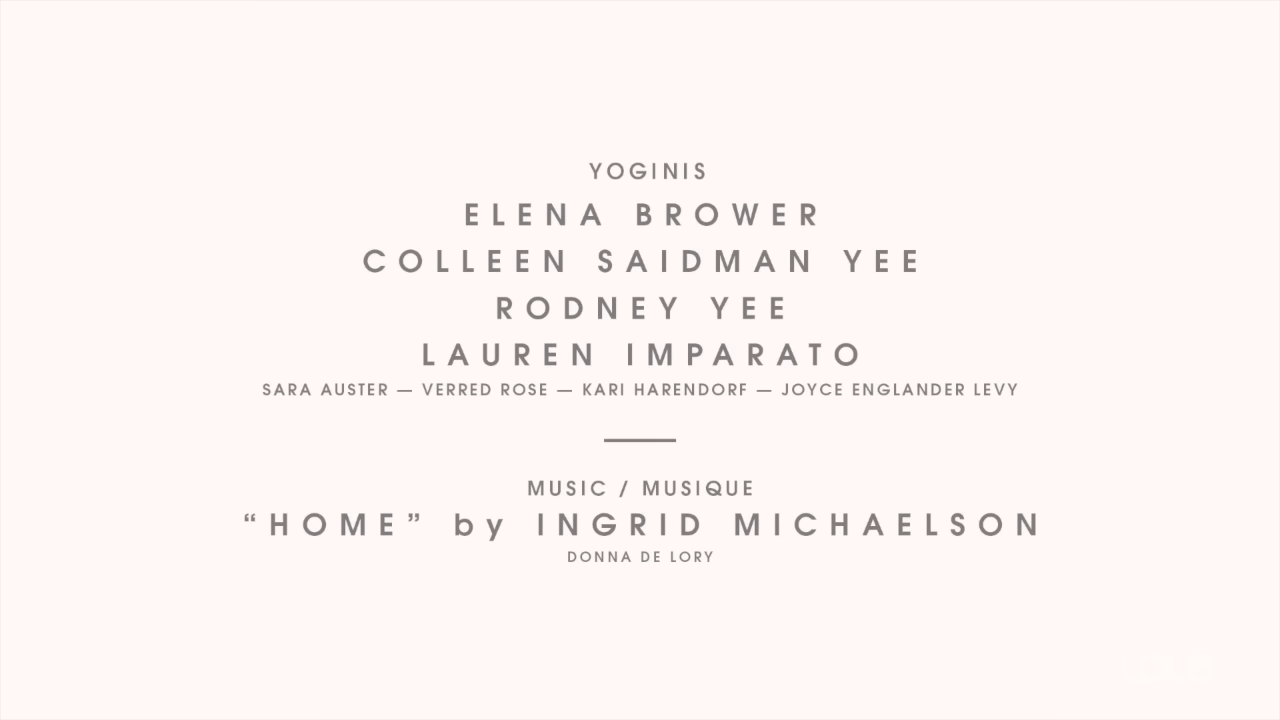 YOGINIS
ELENA BROWER
COLLEEN SAIDMAN YEE
RODNEY YEE
LAUREN IMPARATO
SARA AUSTER — VERRED ROSE — KARI HARENDORF — JOYCE ENGLANDER LEVY
MUSIC / MUSIQUE
“HOME” by INGRID MICHAELSON
DONNA DE LORY